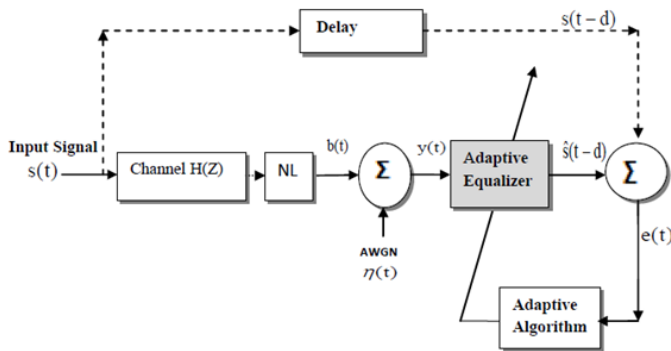 Delay
s(t-d)
Input Signal
s(t)
Channel H(Z)
NL
b(t)
Σ
y(t)
Adaptive
Equalizer
ŝ(t-d)
Σ
AWGN
η(t)
e(t)
Adaptive
Algorithm